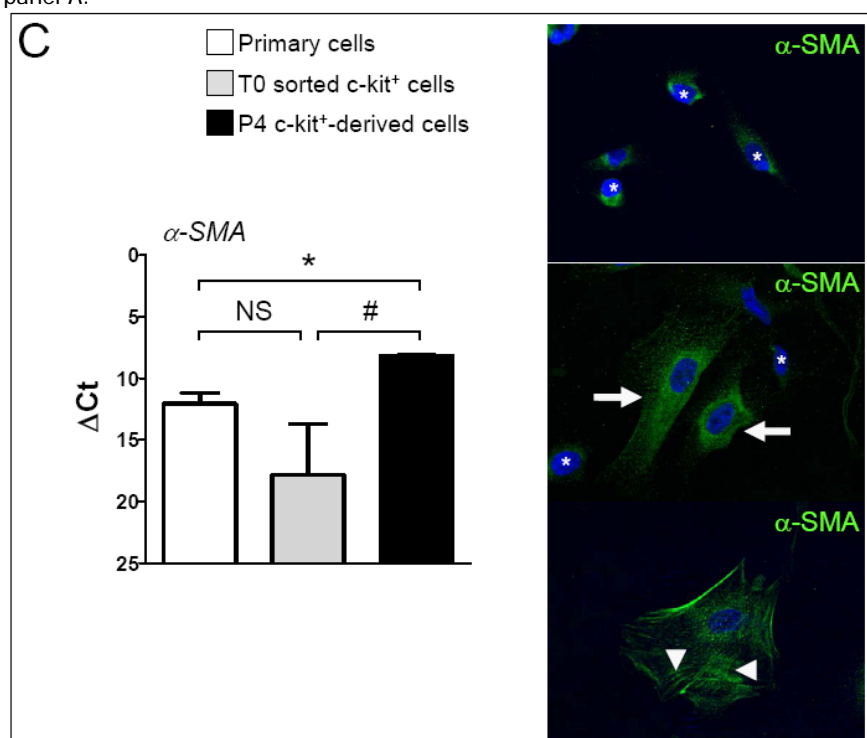 panel A.
C
Primary cells
T0 sorted c-kit⁺ cells
P4 c-kit⁺-derived cells
α-SMA
0
5
10
15
20
25
ΔCt
*
NS
#
α-SMA
*
*
*
α-SMA
*
*
α-SMA